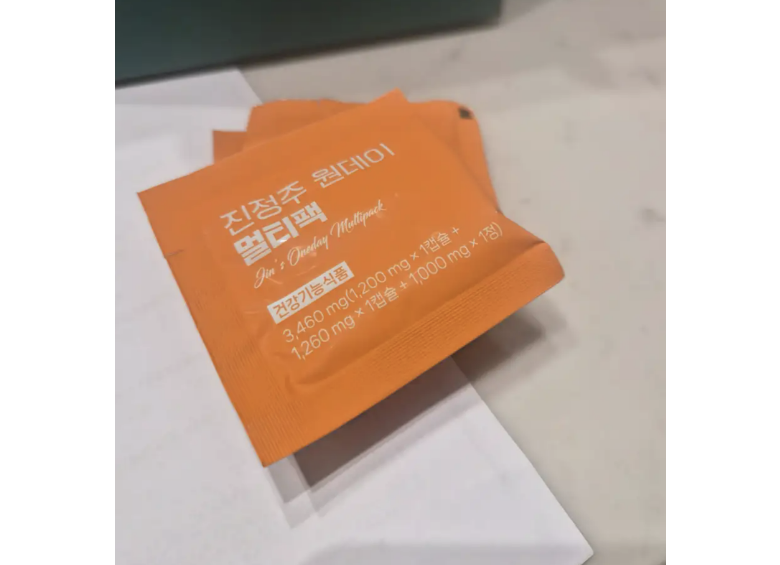 진정주 원데이
멀티팩
Jin's Oneday Multipack
건강기능식품
3,460 mg(1,200 mg × 1캡슐 +
1,260 mg × 1캡슐 + 1,000 mg × 1정)